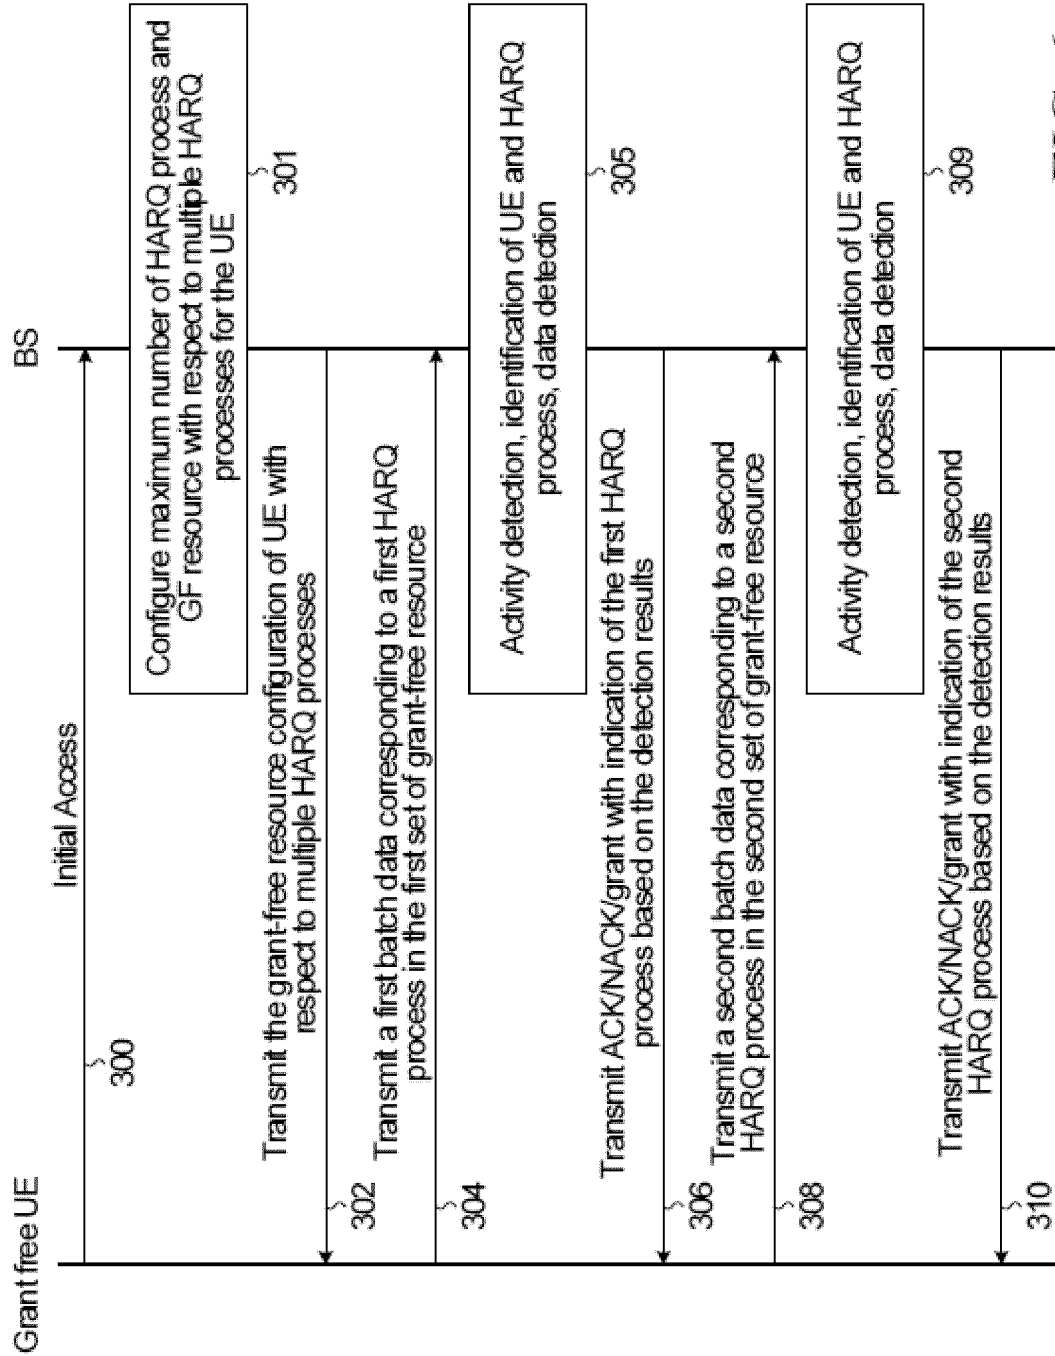 Grant free UE
BS
Initial Access
300
Configure maximum number of HARQ process and
GF resource with respect to multiple HARQ
processes for the UE
301
Transmit the grant-free resource configuration of UE with
respect to multiple HARQ processes
302
Transmit a first batch data corresponding to a first HARQ
process in the first set of grant-free resource
304
Activity detection, identification of UE and HARQ
process, data detection
305
Transmit ACK/NACK/grant with indication of the first HARQ
process based on the detection results
306
Transmit a second batch data corresponding to a second
HARQ process in the second set of grant-free resource
308
Activity detection, identification of UE and HARQ
process, data detection
309
Transmit ACK/NACK/grant with indication of the second
HARQ process based on the detection results
310